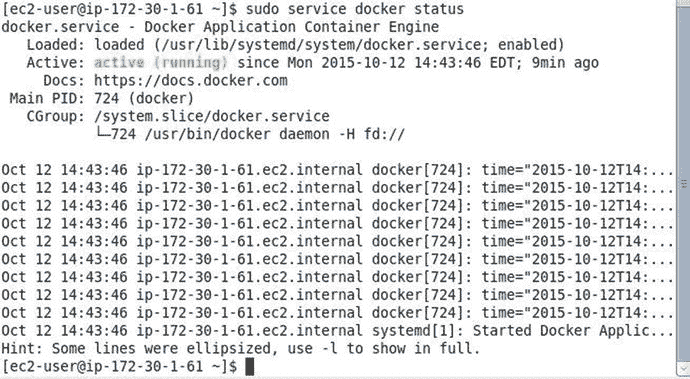 [ec2-user@ip-172-30-1-61 ~]$ sudo service docker status
docker.service - Docker Application Container Engine
   Loaded: loaded (/usr/lib/systemd/system/docker.service; enabled)
   Active: active (running) since Mon 2015-10-12 14:43:46 EDT; 9min ago
     Docs: https://docs.docker.com
 Main PID: 724 (docker)
   CGroup: /system.slice/docker.service
           └─724 /usr/bin/docker daemon -H fd://

Oct 12 14:43:46 ip-172-30-1-61.ec2.internal docker[724]: time="2015-10-12T14:...
Oct 12 14:43:46 ip-172-30-1-61.ec2.internal docker[724]: time="2015-10-12T14:...
Oct 12 14:43:46 ip-172-30-1-61.ec2.internal docker[724]: time="2015-10-12T14:...
Oct 12 14:43:46 ip-172-30-1-61.ec2.internal docker[724]: time="2015-10-12T14:...
Oct 12 14:43:46 ip-172-30-1-61.ec2.internal docker[724]: time="2015-10-12T14:...
Oct 12 14:43:46 ip-172-30-1-61.ec2.internal docker[724]: time="2015-10-12T14:...
Oct 12 14:43:46 ip-172-30-1-61.ec2.internal docker[724]: time="2015-10-12T14:...
Oct 12 14:43:46 ip-172-30-1-61.ec2.internal docker[724]: time="2015-10-12T14:...
Oct 12 14:43:46 ip-172-30-1-61.ec2.internal docker[724]: time="2015-10-12T14:...
Oct 12 14:43:46 ip-172-30-1-61.ec2.internal systemd[1]: Started Docker Applic...
Hint: Some lines were ellipsized, use -l to show in full.
[ec2-user@ip-172-30-1-61 ~]$